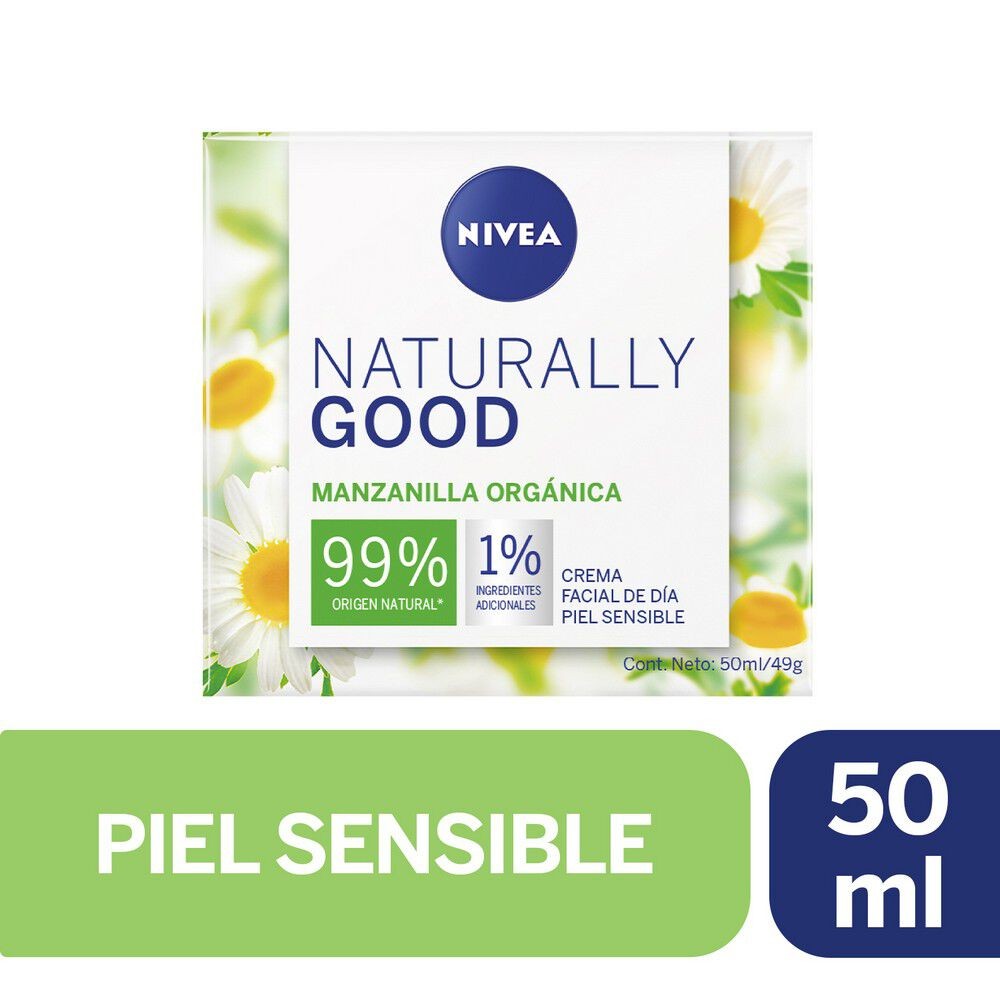 NIVEA
NATURALLY
GOOD
MANZANILLA ORGÁNICA
99%
ORIGEN NATURAL*
1%
INGREDIENTES
ADICIONALES
CREMA
FACIAL DE DÍA
PIEL SENSIBLE
Cont. Neto: 50ml/49g
PIEL SENSIBLE
50
ml